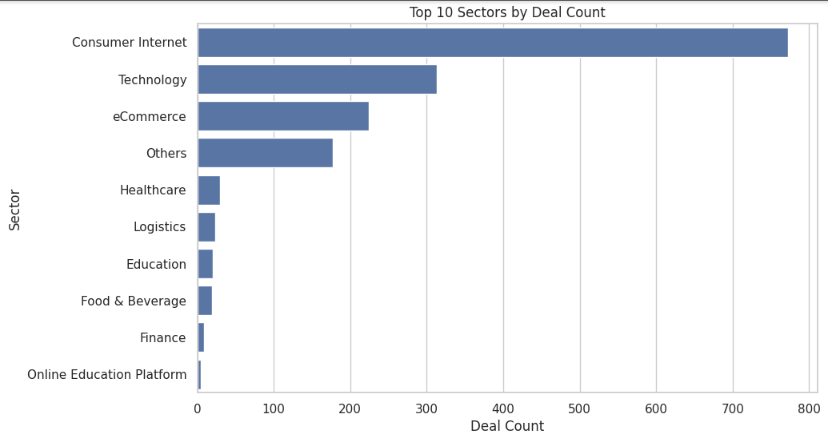 Top 10 Sectors by Deal Count
Sector
Consumer Internet
Technology
eCommerce
Others
Healthcare
Logistics
Education
Food & Beverage
Finance
Online Education Platform
0 100 200 300 400 500 600 700 800
Deal Count